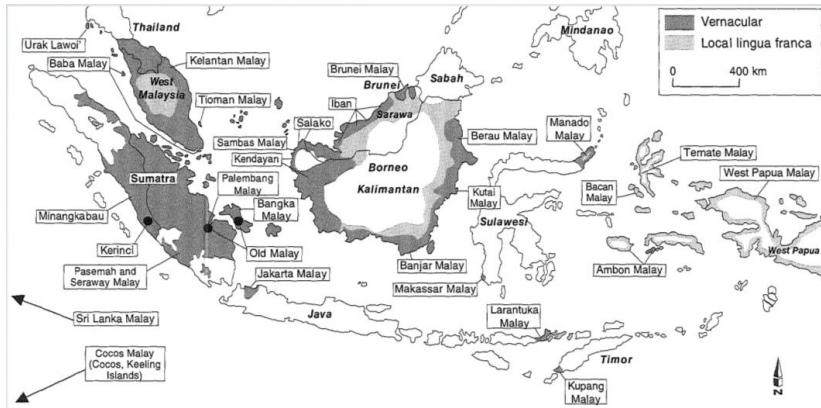 Thailand
Mindanao
Vernacular
Local lingua franca
0 400 km
Urak Lawoi'
Baba Malay
Kelantan Malay
West
Malaysia
Tioman Malay
Brunei Malay
Brunei
Sabah
Iban
Sarawa
Salako
Sambas Malay
Kendayan
Borneo
Kalimantan
Berau Malay
Manado
Malay
Ternate Malay
West Papua Malay
Bacan
Malay
Kutai
Malay
Sumatra
Palembang
Malay
Bangka
Malay
Minangkabau
Kerinci
Old Malay
Pasemah and
Seraway Malay
Jakarta Malay
Banjar Malay
Sulawesi
Makassar Malay
Ambon Malay
West Papua
Sri Lanka Malay
Java
Larantuka
Malay
Cocos Malay
(Cocos, Keeling
Islands)
Timor
Kupang
Malay
N